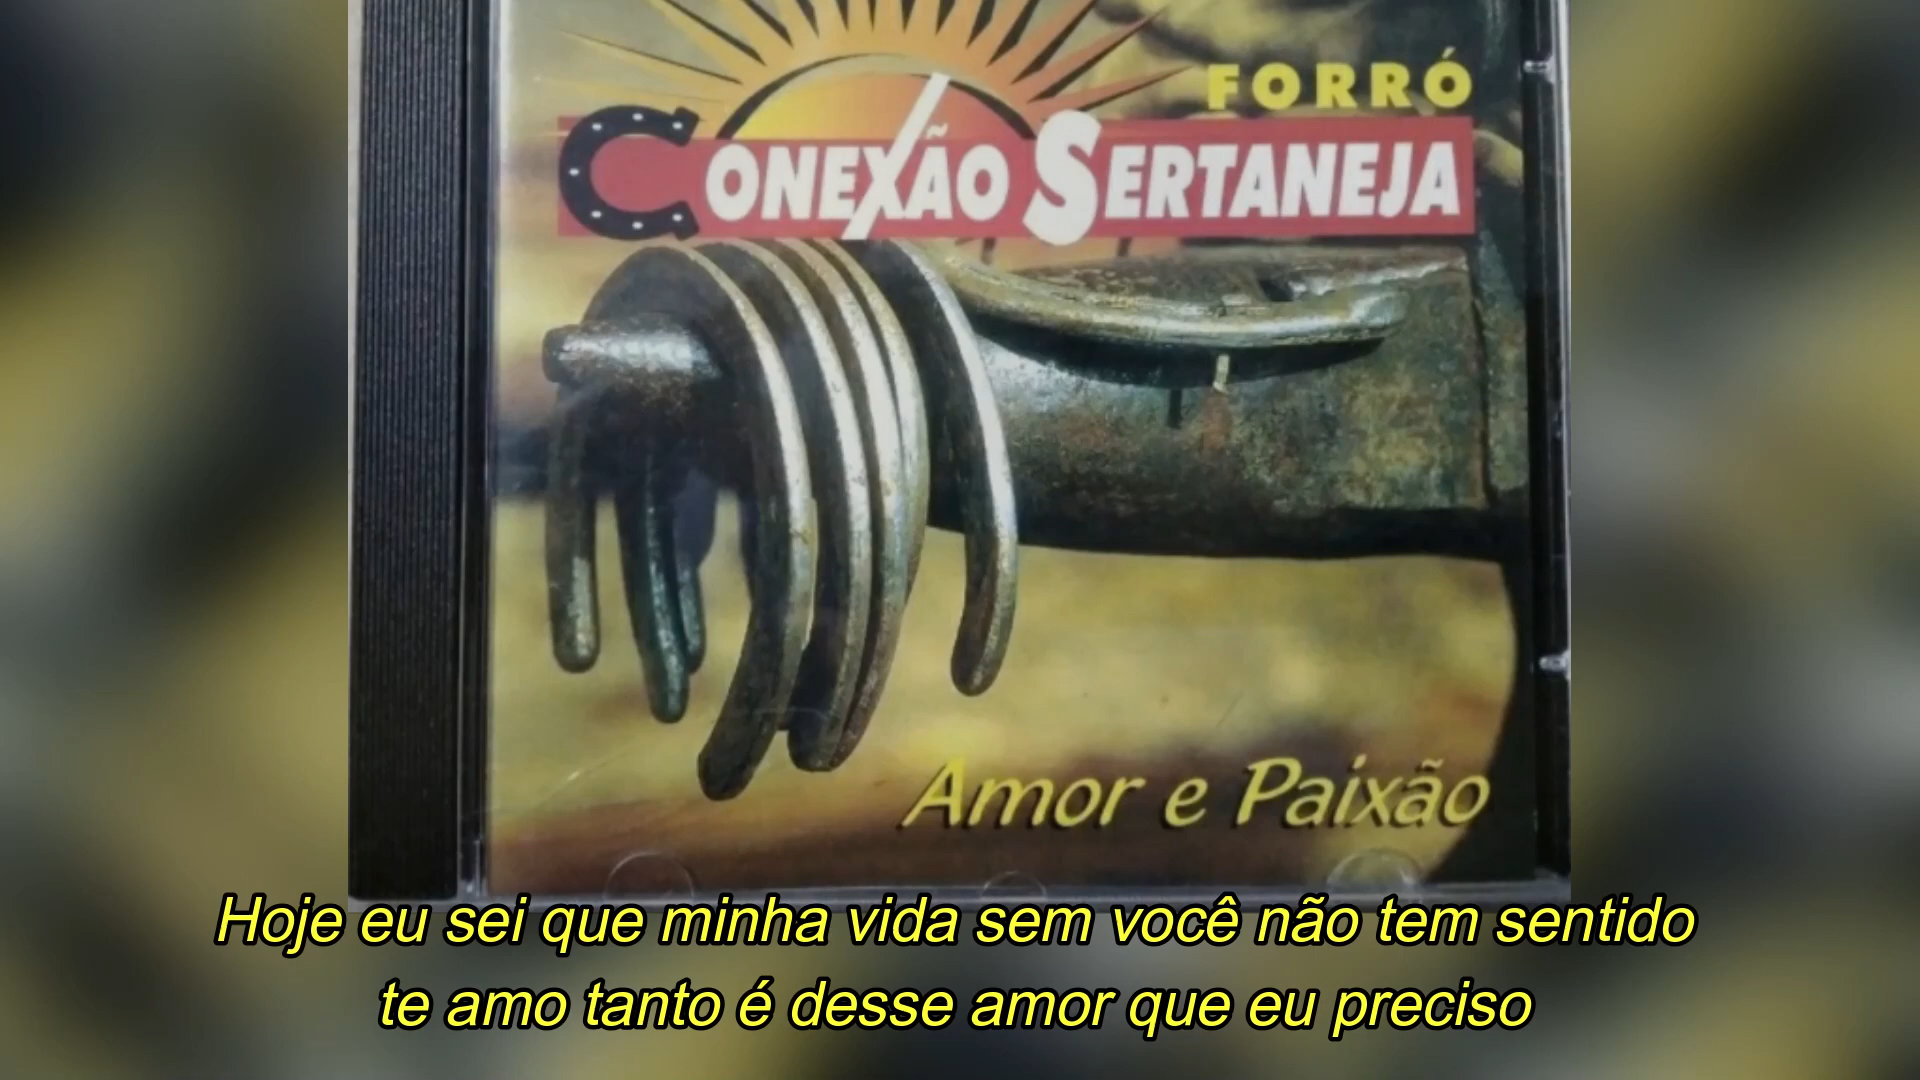 FORRÓ
CONEXÃO SERTANEJA
Amor e Paixão
Hoje eu sei que minha vida sem você não tem sentido
te amo tanto é desse amor que eu preciso